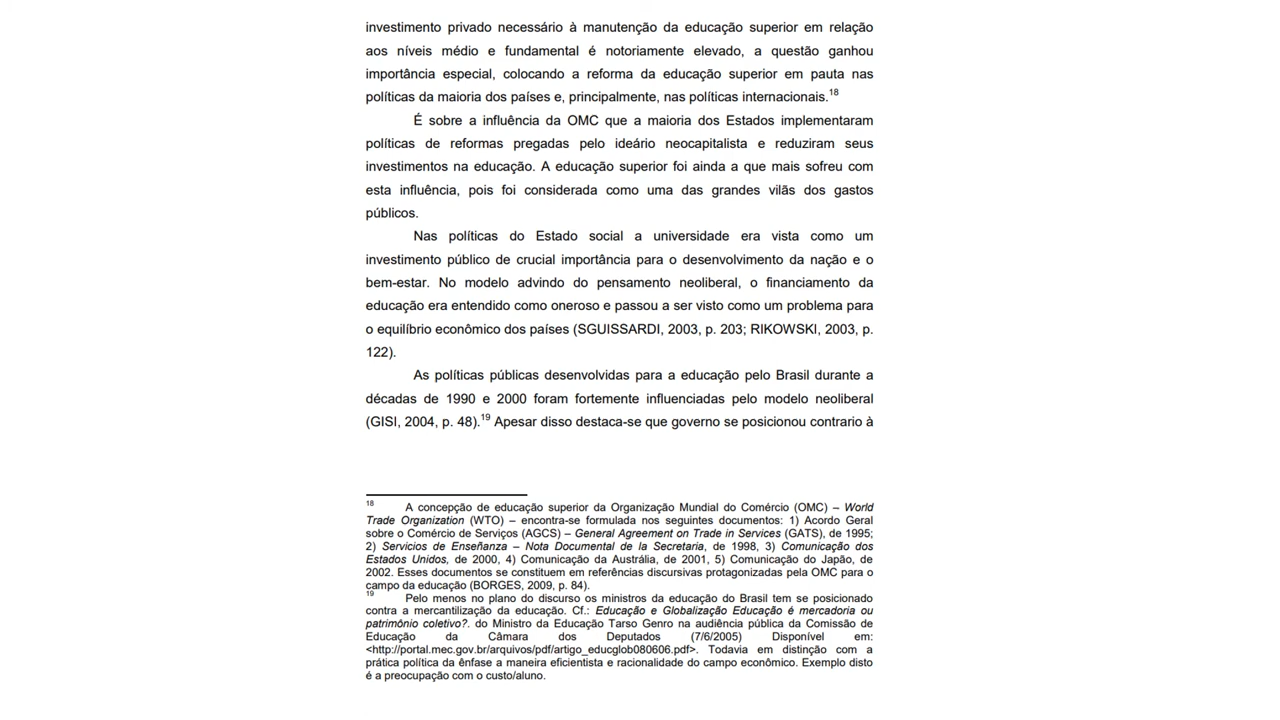 investimento privado necessário à manutenção da educação superior em relação
aos níveis médio e fundamental é notoriamente elevado, a questão ganhou
importância especial, colocando a reforma da educação superior em pauta nas
políticas da maioria dos países e, principalmente, nas políticas internacionais.18
É sobre a influência da OMC que a maioria dos Estados implementaram
políticas de reformas pregadas pelo ideário neocapitalista e reduziram seus
investimentos na educação. A educação superior foi ainda a que mais sofreu com
esta influência, pois foi considerada como uma das grandes vilãs dos gastos
públicos.
Nas políticas do Estado social a universidade era vista como um
investimento público de crucial importância para o desenvolvimento da nação e o
bem-estar. No modelo advindo do pensamento neoliberal, o financiamento da
educação era entendido como oneroso e passou a ser visto como um problema para
o equilíbrio econômico dos países (SGUISSARDI, 2003, p. 203; RIKOWSKI, 2003, p.
122).
As políticas públicas desenvolvidas para a educação pelo Brasil durante a
décadas de 1990 e 2000 foram fortemente influenciadas pelo modelo neoliberal
(GISI, 2004, p. 48).19 Apesar disso destaca-se que governo se posicionou contrario à
18 A concepção de educação superior da Organização Mundial do Comércio (OMC) – World
Trade Organization (WTO) – encontra-se formulada nos seguintes documentos: 1) Acordo Geral
sobre o Comércio de Serviços (AGCS) – General Agreement on Trade in Services (GATS), de 1995;
2) Servicios de Enseñanza – Nota Documental de la Secretaria, de 1998, 3) Comunicação dos
Estados Unidos, de 2000, 4) Comunicação da Austrália, de 2001, 5) Comunicação do Japão, de
2002. Esses documentos se constituem em referências discursivas protagonizadas pela OMC para o
campo da educação (BORGES, 2009, p. 84).
19 Pelo menos no plano do discurso os ministros da educação do Brasil tem se posicionado
contra a mercantilização da educação. Cf.: Educação e Globalização Educação é mercadoria ou
patrimônio coletivo?. do Ministro da Educação Tarso Genro na audiência pública da Comissão de
Educação da Câmara dos Deputados (7/6/2005) Disponível em:
<http://portal.mec.gov.br/arquivos/pdf/artigo_educglob080606.pdf>. Todavia em distinção com a
prática política da ênfase a maneira eficientista e racionalidade do campo econômico. Exemplo disto
é a preocupação com o custo/aluno.